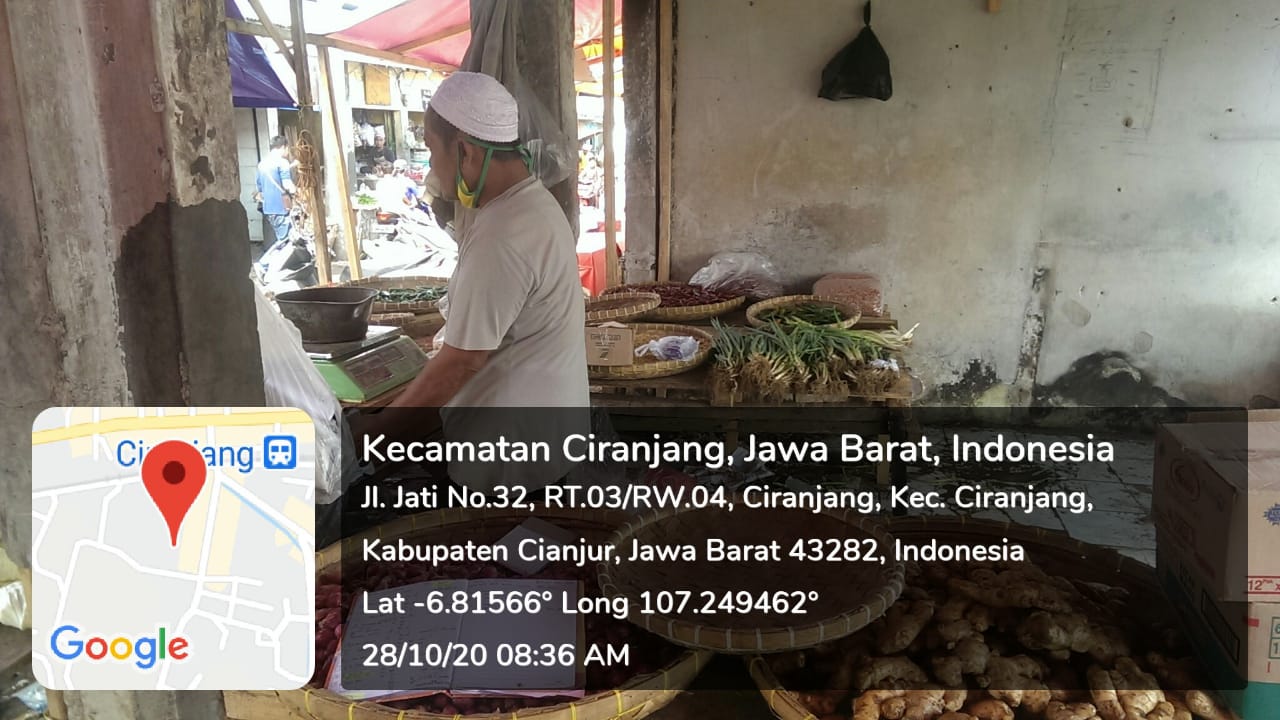 Kecamatan Ciranjang, Jawa Barat, Indonesia
Jl. Jati No.32, RT.03/RW.04, Ciranjang, Kec. Ciranjang,
Kabupaten Cianjur, Jawa Barat 43282, Indonesia
Lat -6.81566° Long 107.249462°
28/10/20 08:36 AM
Google